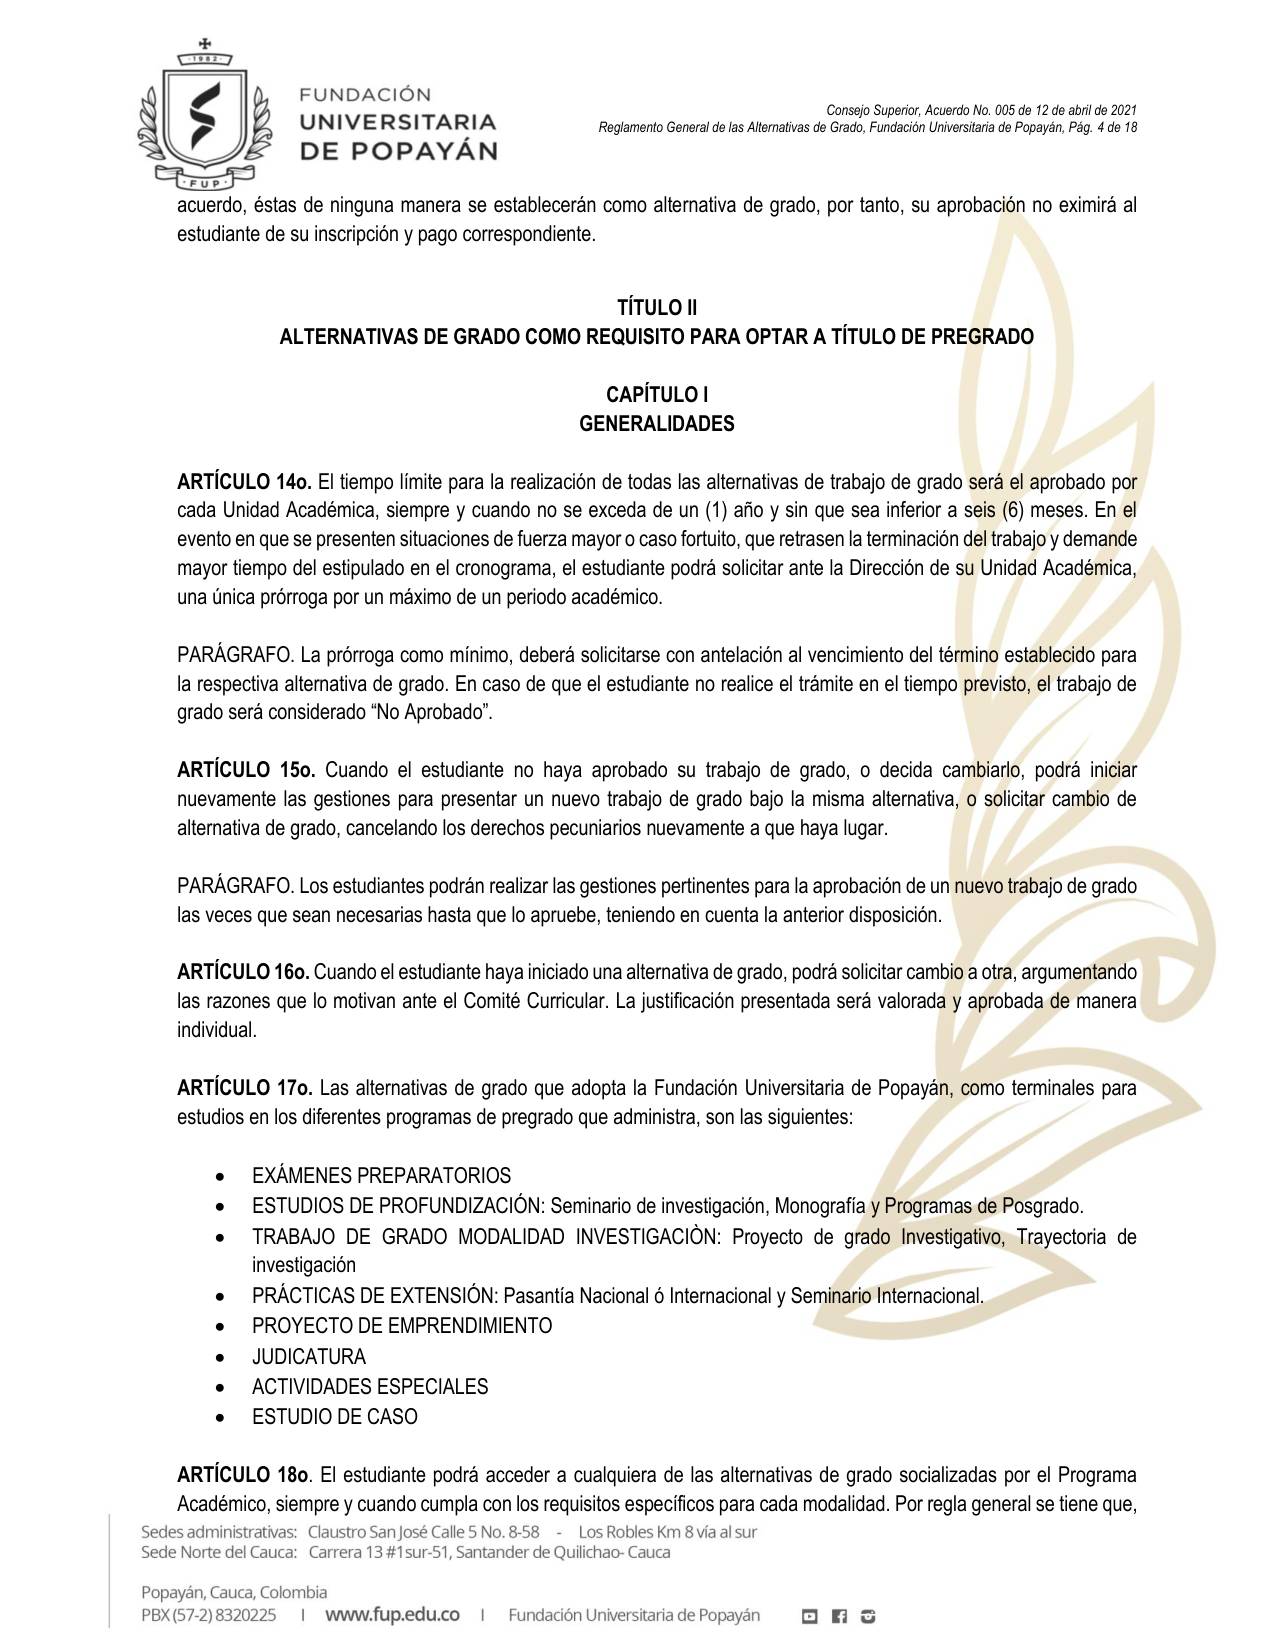 1982
FUP
FUNDACIÓN
UNIVERSITARIA
DE POPAYÁN
Consejo Superior, Acuerdo No. 005 de 12 de abril de 2021
Reglamento General de las Alternativas de Grado, Fundación Universitaria de Popayán, Pág. 4 de 18
acuerdo, éstas de ninguna manera se establecerán como alternativa de grado, por tanto, su aprobación no eximirá al
estudiante de su inscripción y pago correspondiente.
TÍTULO II
ALTERNATIVAS DE GRADO COMO REQUISITO PARA OPTAR A TÍTULO DE PREGRADO
CAPÍTULO I
GENERALIDADES
ARTÍCULO 14o. El tiempo límite para la realización de todas las alternativas de trabajo de grado será el aprobado por
cada Unidad Académica, siempre y cuando no se exceda de un (1) año y sin que sea inferior a seis (6) meses. En el
evento en que se presenten situaciones de fuerza mayor o caso fortuito, que retrasen la terminación del trabajo y demande
mayor tiempo del estipulado en el cronograma, el estudiante podrá solicitar ante la Dirección de su Unidad Académica,
una única prórroga por un máximo de un periodo académico.
PARÁGRAFO. La prórroga como mínimo, deberá solicitarse con antelación al vencimiento del término establecido para
la respectiva alternativa de grado. En caso de que el estudiante no realice el trámite en el tiempo previsto, el trabajo de
grado será considerado “No Aprobado”.
ARTÍCULO 15o. Cuando el estudiante no haya aprobado su trabajo de grado, o decida cambiarlo, podrá iniciar
nuevamente las gestiones para presentar un nuevo trabajo de grado bajo la misma alternativa, o solicitar cambio de
alternativa de grado, cancelando los derechos pecuniarios nuevamente a que haya lugar.
PARÁGRAFO. Los estudiantes podrán realizar las gestiones pertinentes para la aprobación de un nuevo trabajo de grado
las veces que sean necesarias hasta que lo apruebe, teniendo en cuenta la anterior disposición.
ARTÍCULO 16o. Cuando el estudiante haya iniciado una alternativa de grado, podrá solicitar cambio a otra, argumentando
las razones que lo motivan ante el Comité Curricular. La justificación presentada será valorada y aprobada de manera
individual.
ARTÍCULO 17o. Las alternativas de grado que adopta la Fundación Universitaria de Popayán, como terminales para
estudios en los diferentes programas de pregrado que administra, son las siguientes:
• EXÁMENES PREPARATORIOS
• ESTUDIOS DE PROFUNDIZACIÓN: Seminario de investigación, Monografía y Programas de Posgrado.
• TRABAJO DE GRADO MODALIDAD INVESTIGACIÒN: Proyecto de grado Investigativo, Trayectoria de
investigación
• PRÁCTICAS DE EXTENSIÓN: Pasantía Nacional ó Internacional y Seminario Internacional.
• PROYECTO DE EMPRENDIMIENTO
• JUDICATURA
• ACTIVIDADES ESPECIALES
• ESTUDIO DE CASO
ARTÍCULO 18o. El estudiante podrá acceder a cualquiera de las alternativas de grado socializadas por el Programa
Académico, siempre y cuando cumpla con los requisitos específicos para cada modalidad. Por regla general se tiene que,
Sedes administrativas: Claustro San José Calle 5 No. 8-58 - Los Robles Km 8 vía al sur
Sede Norte del Cauca: Carrera 13 #1sur-51, Santander de Quilichao- Cauca
Popayán, Cauca, Colombia
PBX (57-2) 8320225 I www.fup.edu.co I Fundación Universitaria de Popayán